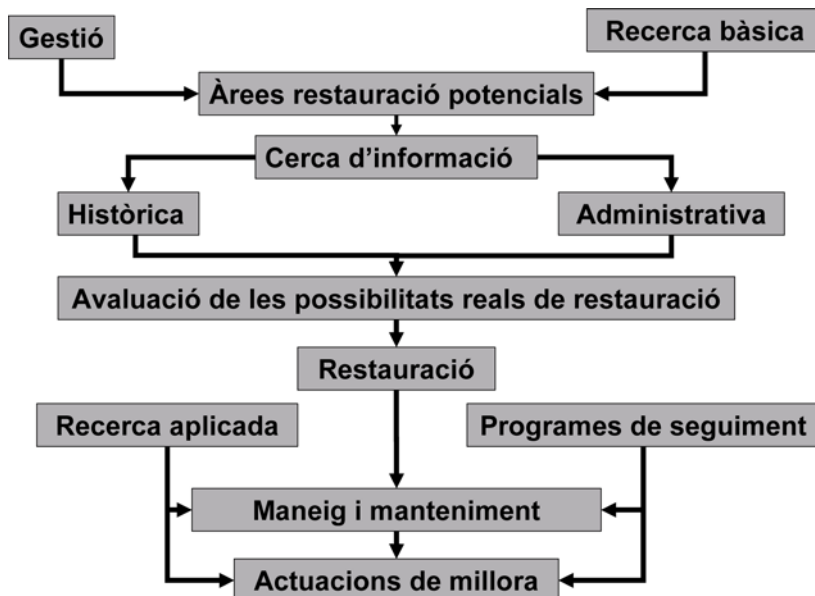 Gestió
Recerca bàsica
Àrees restauració potencials
Cerca d’informació
Històrica
Administrativa
Avaluació de les possibilitats reals de restauració
Restauració
Recerca aplicada
Programes de seguiment
Maneig i manteniment
Actuacions de millora